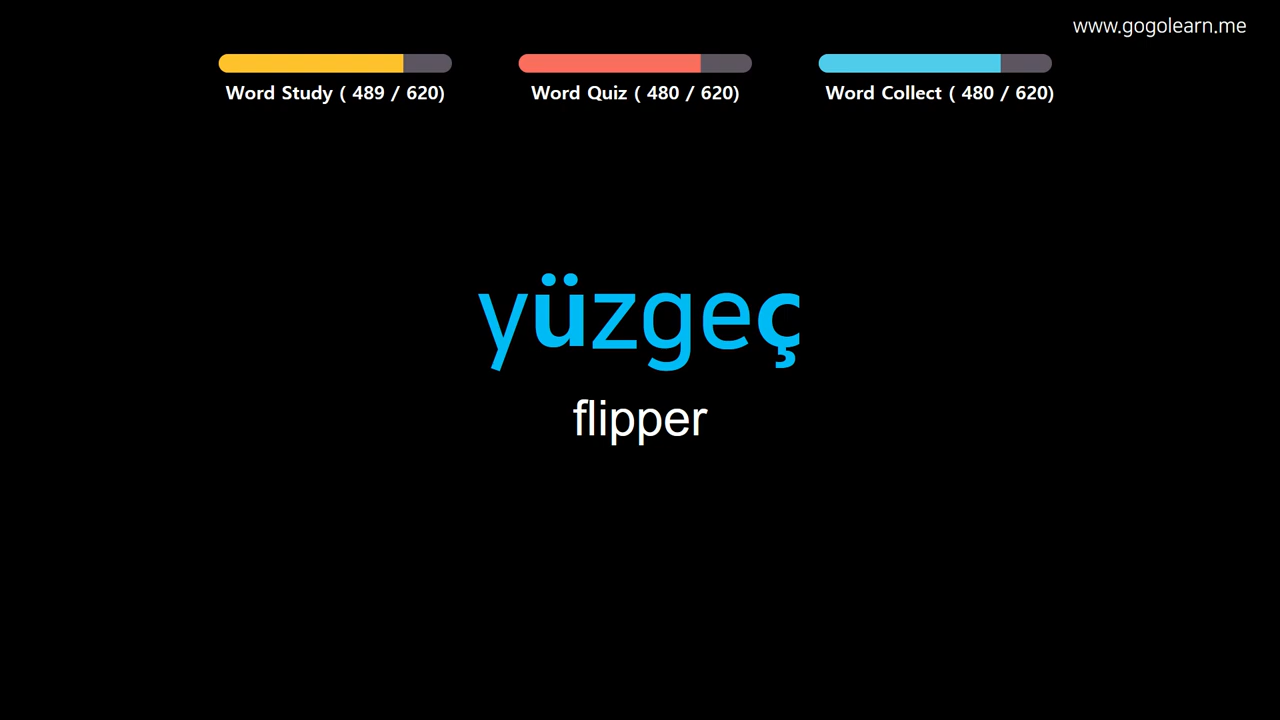 www.gogolearn.me
Word Study ( 489 / 620)
Word Quiz ( 480 / 620)
Word Collect ( 480 / 620)
yüzgeç
flipper